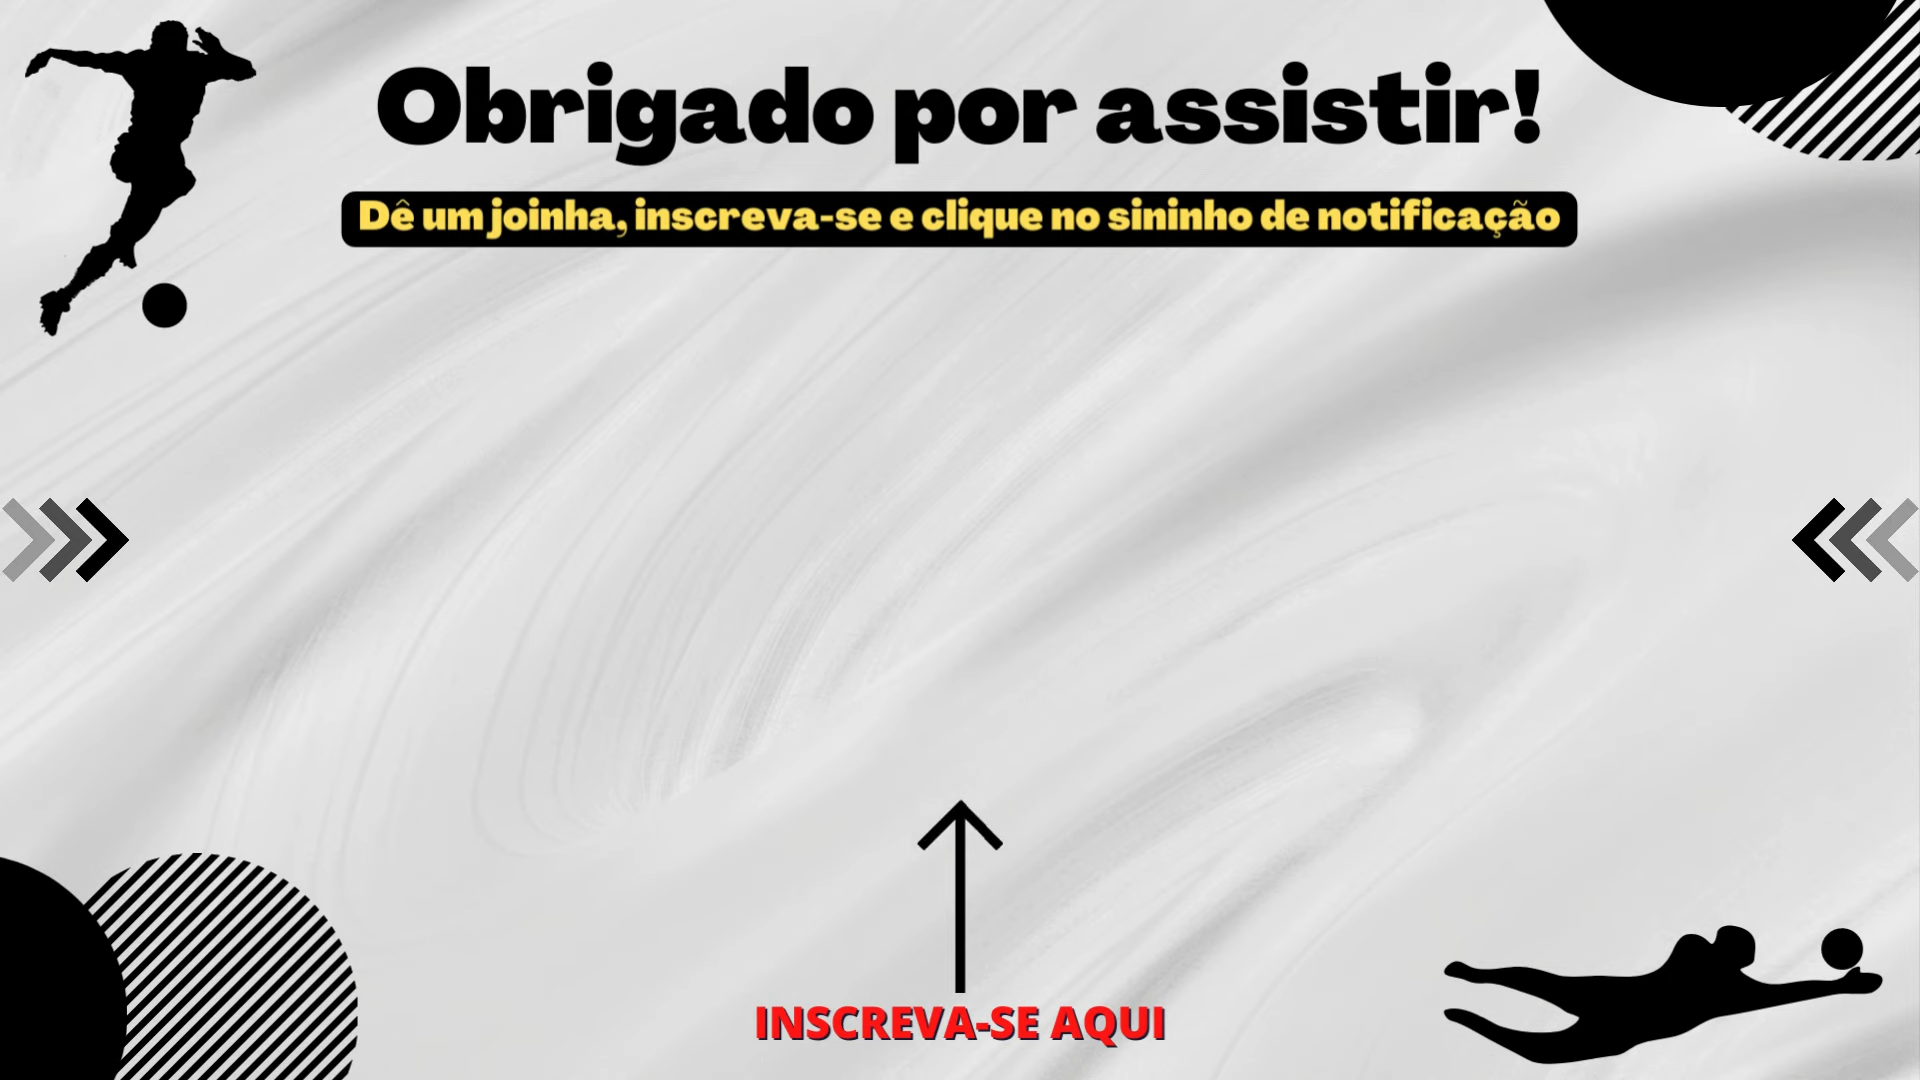 Obrigado por assistir!
Dê um joinha, inscreva-se e clique no sininho de notificação
INSCREVA-SE AQUI